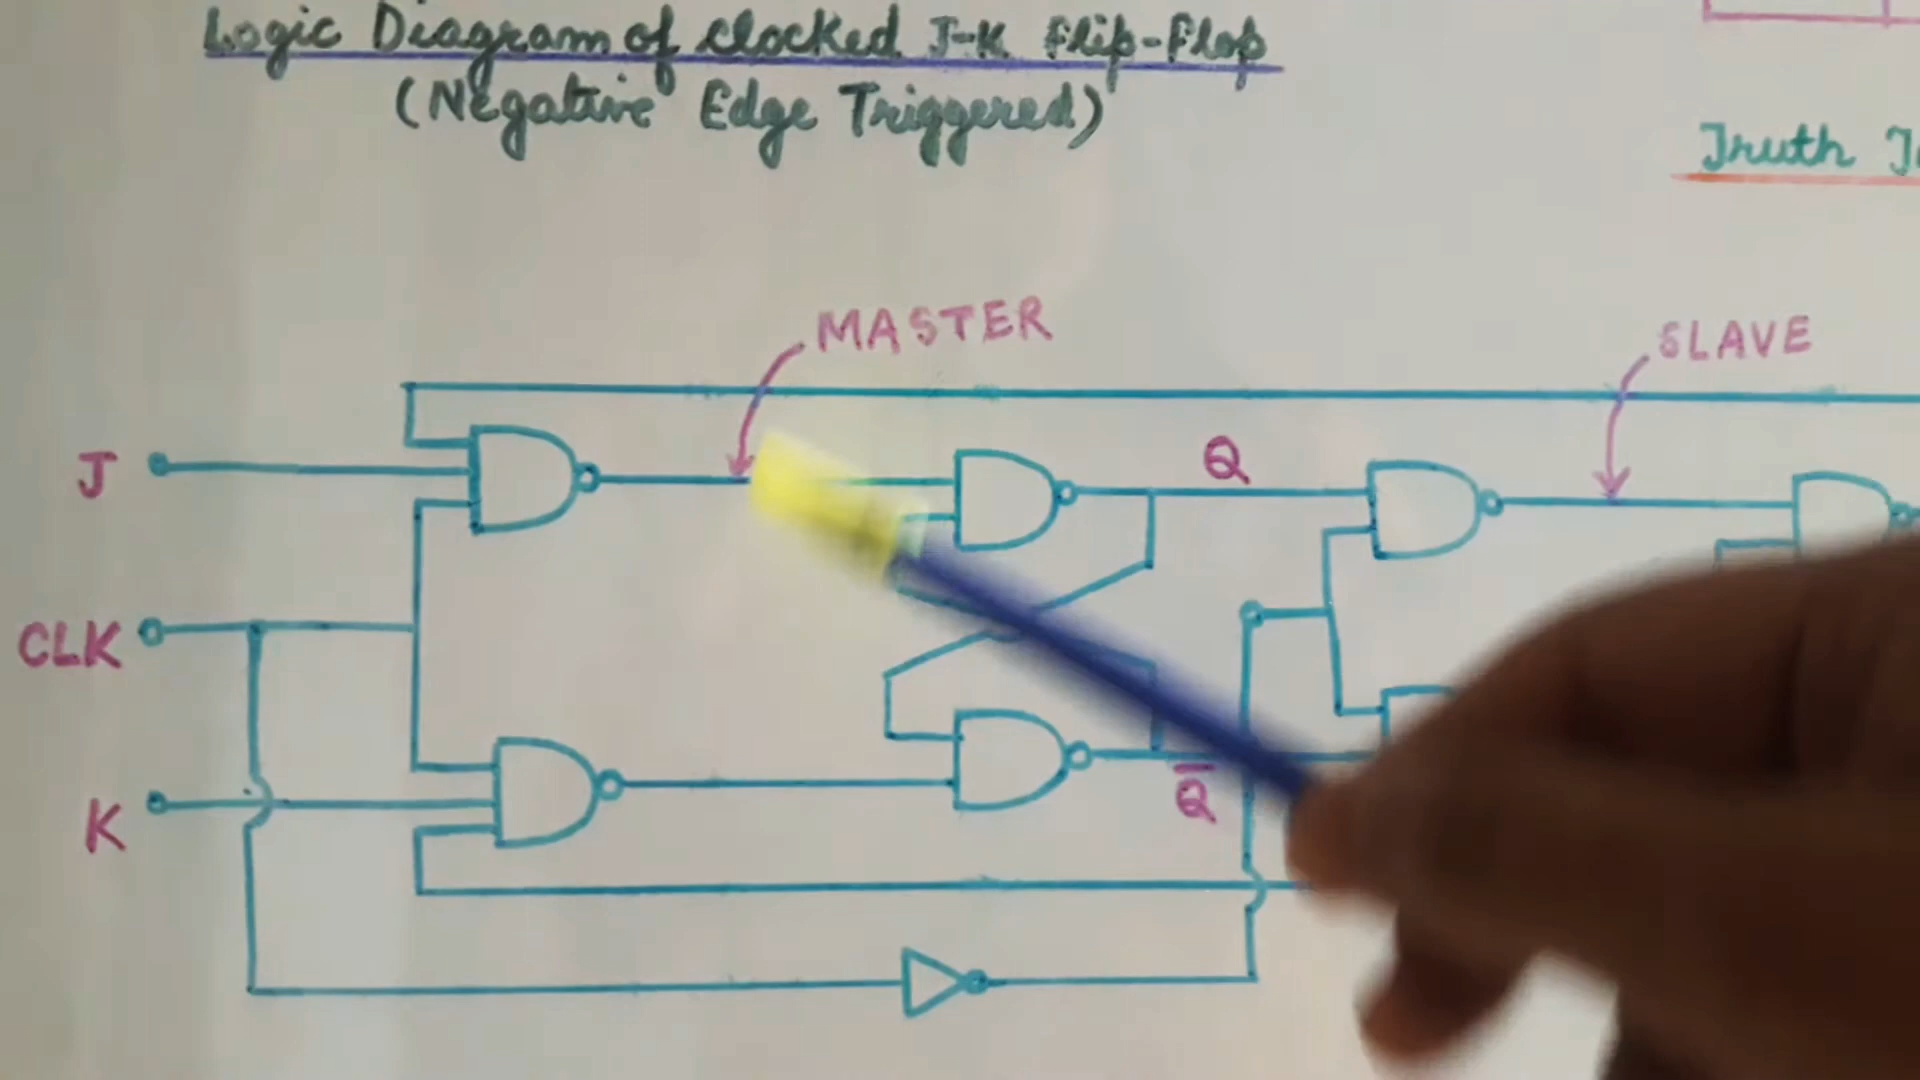 Logic Diagram of clocked J-K Flip-Flop
(Negative Edge Triggered)
Truth
MASTER
SLAVE
J
Q
CLK
K
Q̅